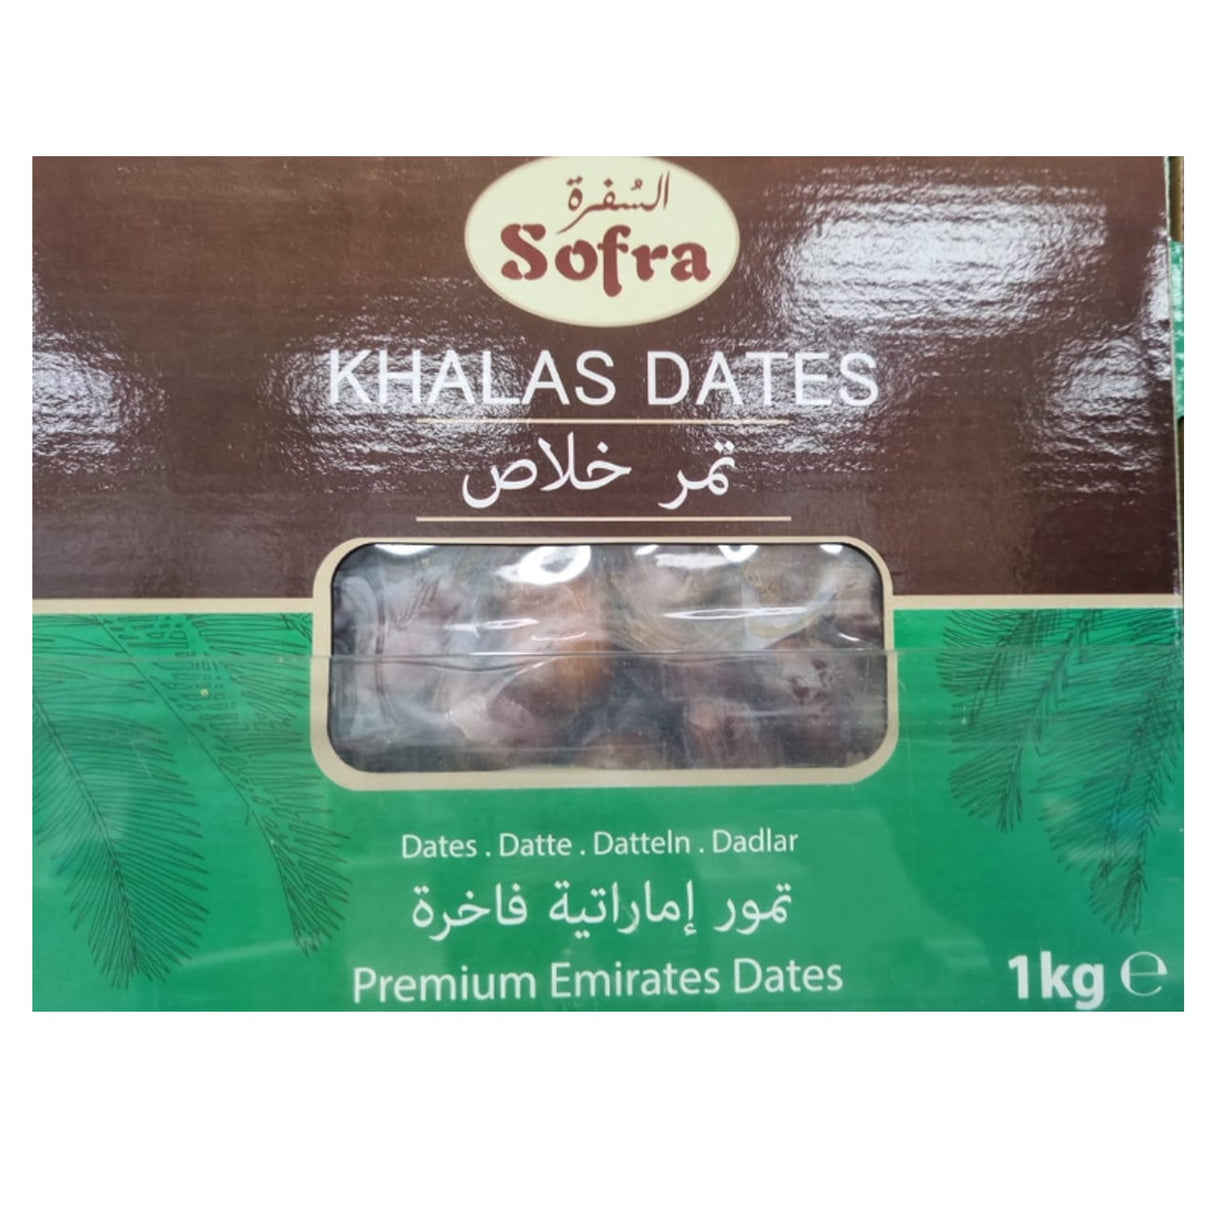 السُفرة
Sofra
KHALAS DATES
تمر خلاص
Dates . Datte . Datteln . Dadlar
تمور إماراتية فاخرة
Premium Emirates Dates
1kg ℮